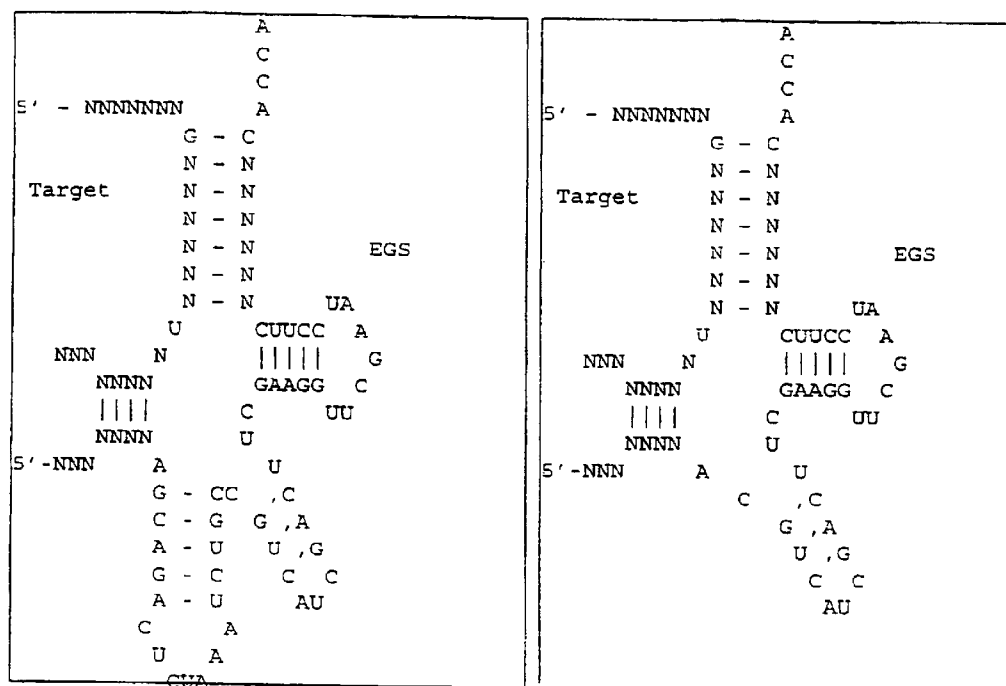 A
C
C
5' - NNNNNNN A
G - C
N - N
Target N - N
N - N
N - N EGS
N - N
N - N UA
U CUUCC A
NNN N ||||| G
NNNN GAAGG C
|||| C UU
NNNN U
5'-NNN A U
G - CC ,C
C - G G ,A
A - U U ,G
G - C C C
A - U AU
C A
U A
A
C
C
5' - NNNNNNN A
G - C
N - N
Target N - N
N - N
N - N EGS
N - N
N - N UA
U CUUCC A
NNN N ||||| G
NNNN GAAGG C
|||| C UU
NNNN U
5'-NNN A U
C ,C
G ,A
U ,G
C C
AU